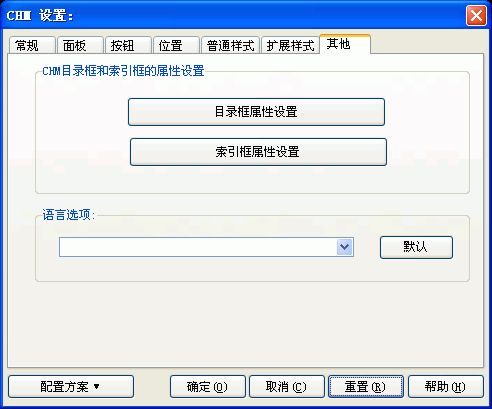 CHM 设置:
常规 面板 按钮 位置 普通样式 扩展样式 其他
CHM目录框和索引框的属性设置
目录框属性设置
索引框属性设置
语言选项:
默认
配置方案 ▼ 确定(O) 取消(C) 重置(R) 帮助(H)